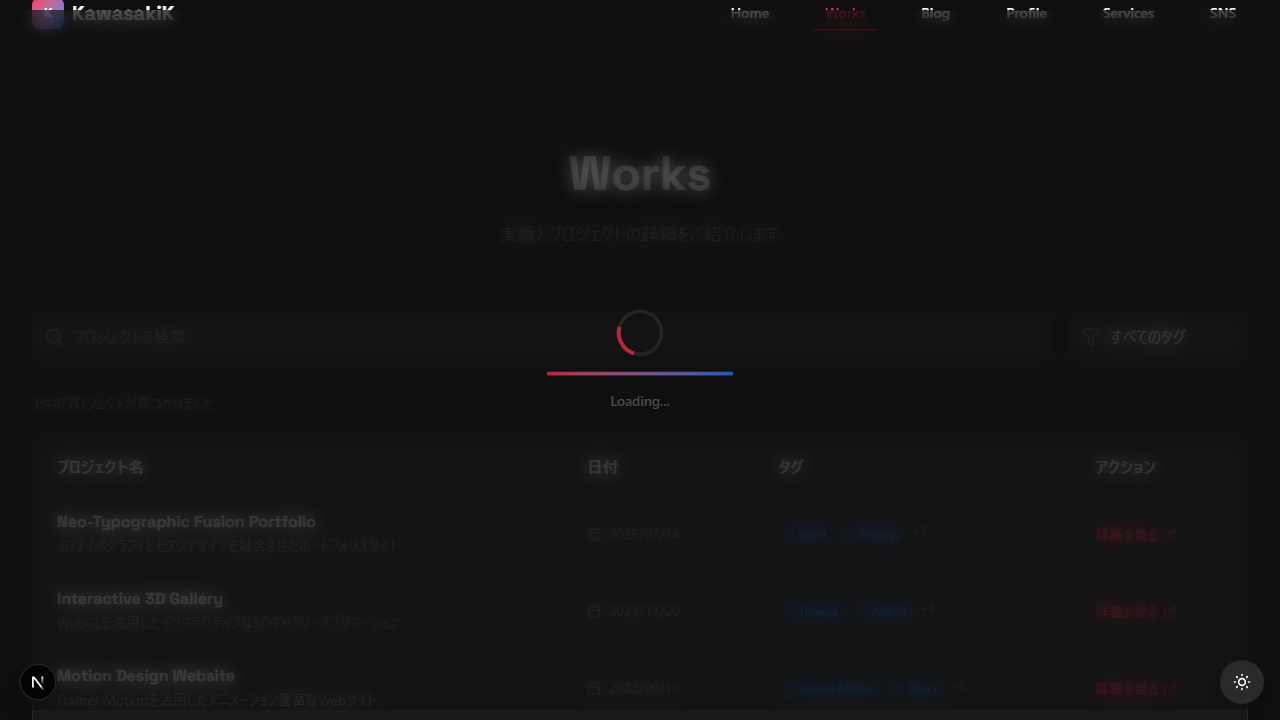 K KawasakiK Home Works Blog Profile Services SNS
Works
実績とプロジェクトの詳細をご紹介します
プロジェクトを検索... すべてのタグ
Loading...
3件のプロジェクトが見つかりました
プロジェクト名 日付 タグ アクション
Neo-Typographic Fusion Portfolio
3Dタイポグラフィとモダンデザインを融合させたポートフォリオサイト
2025/07/14 React Three.js +2 詳細を見る
Interactive 3D Gallery
WebGLを使用したインタラクティブな3Dギャラリーアプリケーション
2023/11/20 Three.js WebGL +2 詳細を見る
Motion Design Website
Framer Motionを活用したアニメーション豊富なWebサイト
2023/09/10 Framer Motion React +2 詳細を見る
N